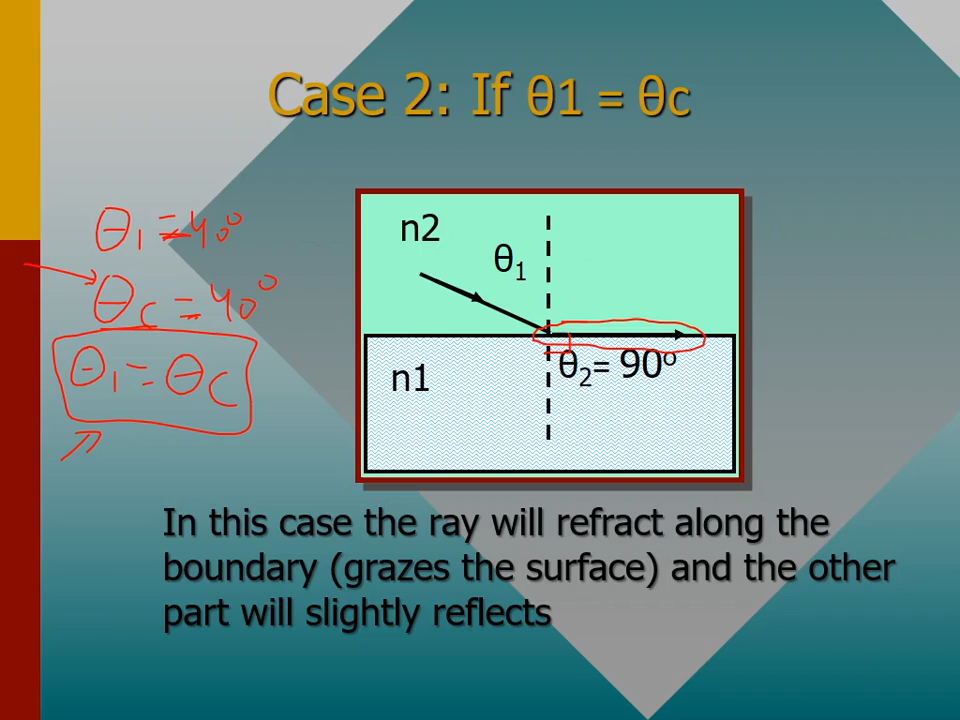 Case 2: If θ1 = θc
θ1 = 40°
θc = 40°
θ1 = θc
n2
θ1
n1
θ2= 90o
In this case the ray will refract along the
boundary (grazes the surface) and the other
part will slightly reflects